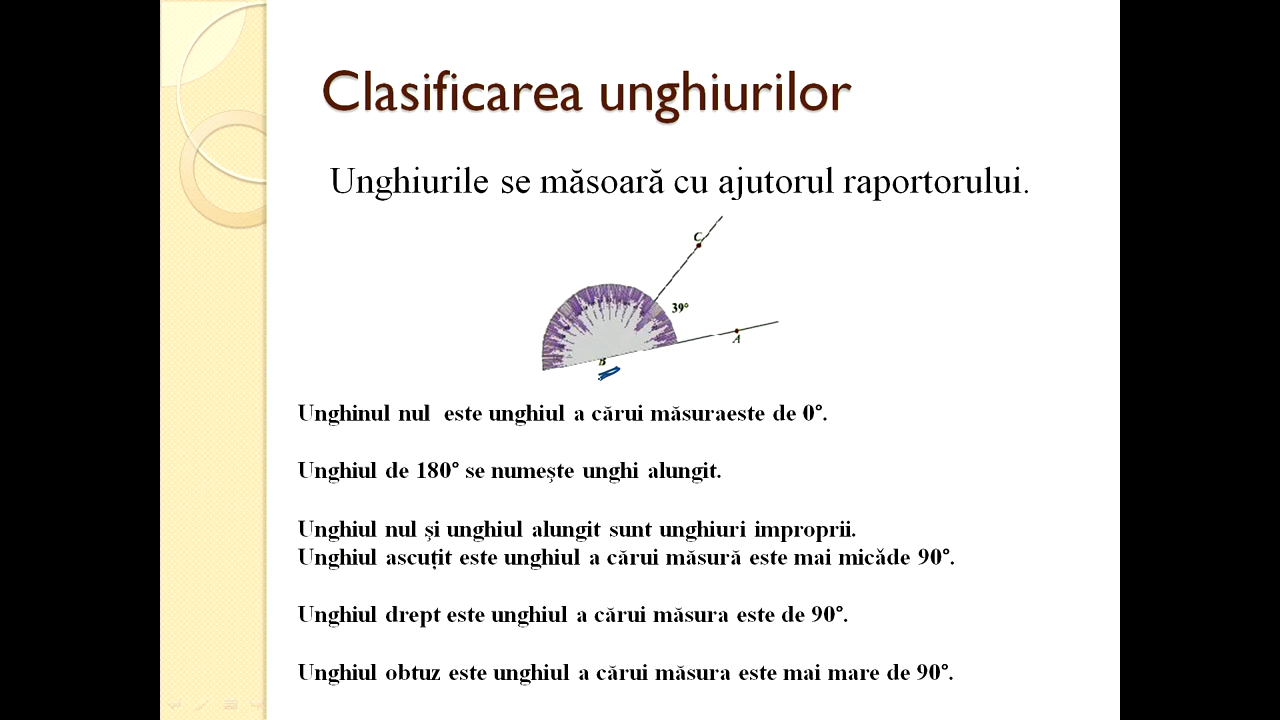 Clasificarea unghiurilor
Unghiurile se măsoară cu ajutorul raportorului.
C
39°
A
B
Unghinul nul este unghiul a cărui măsuraeste de 0°.
Unghiul de 180° se numeşte unghi alungit.
Unghiul nul şi unghiul alungit sunt unghiuri improprii.
Unghiul ascuțit este unghiul a cărui măsură este mai micăde 90°.
Unghiul drept este unghiul a cărui măsura este de 90°.
Unghiul obtuz este unghiul a cărui măsura este mai mare de 90°.